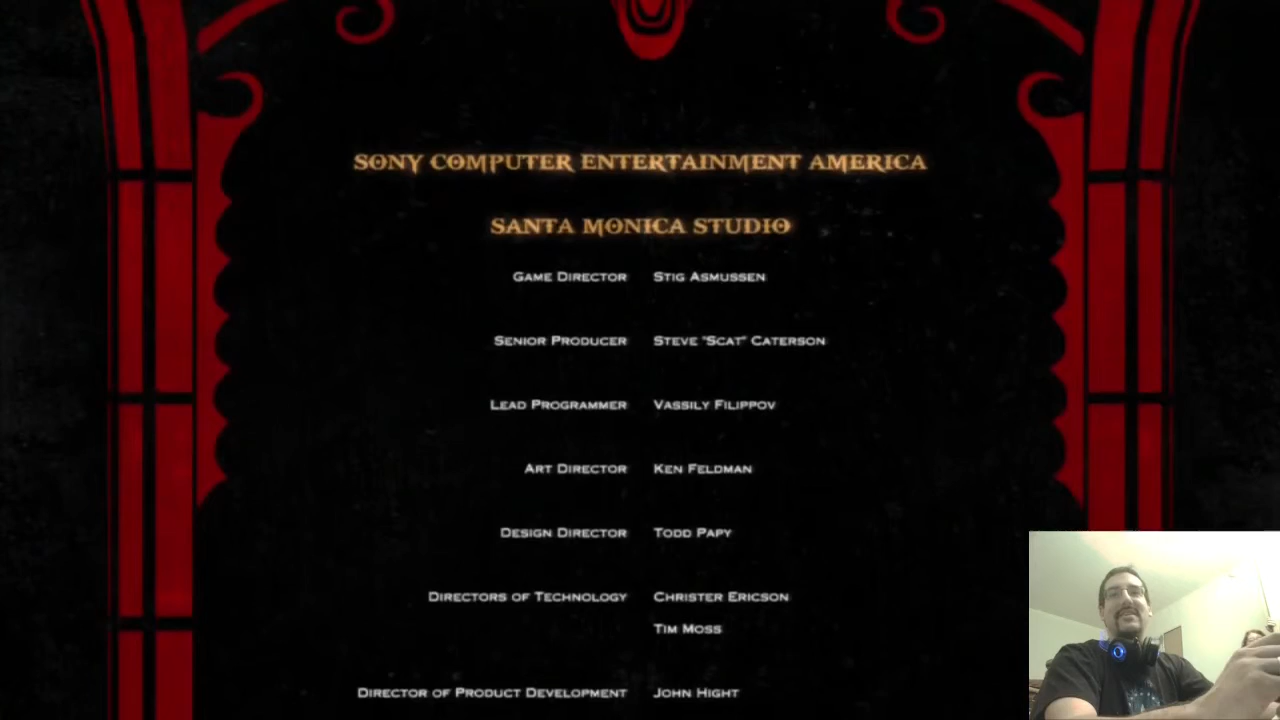 SONY COMPUTER ENTERTAINMENT AMERICA
SANTA MONICA STUDIO
GAME DIRECTOR STIG ASMUSSEN
SENIOR PRODUCER STEVE "SCAT" CATERSON
LEAD PROGRAMMER VASSILY FILIPPOV
ART DIRECTOR KEN FELDMAN
DESIGN DIRECTOR TODD PAPY
DIRECTORS OF TECHNOLOGY CHRISTER ERICSON
TIM MOSS
DIRECTOR OF PRODUCT DEVELOPMENT JOHN HIGHT